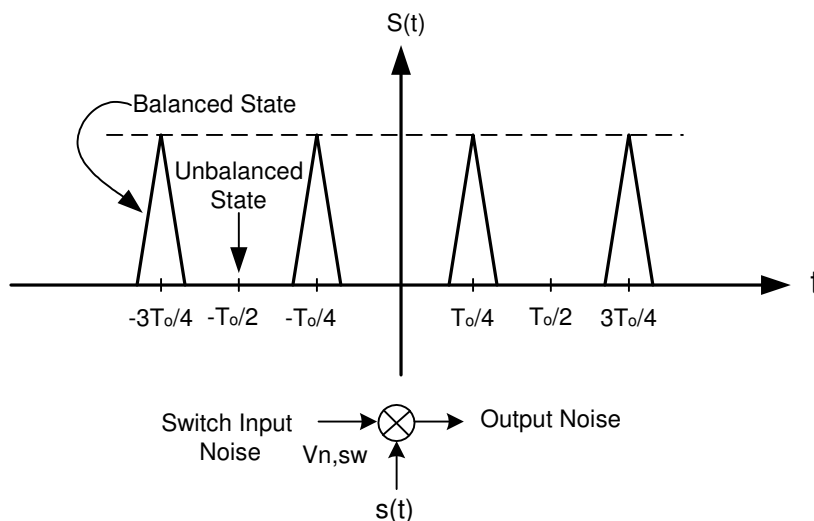 S(t)
Balanced State
Unbalanced
State
t
-3To/4
-To/2
-To/4
To/4
To/2
3To/4
Switch Input
Noise
Vn,sw
Output Noise
s(t)